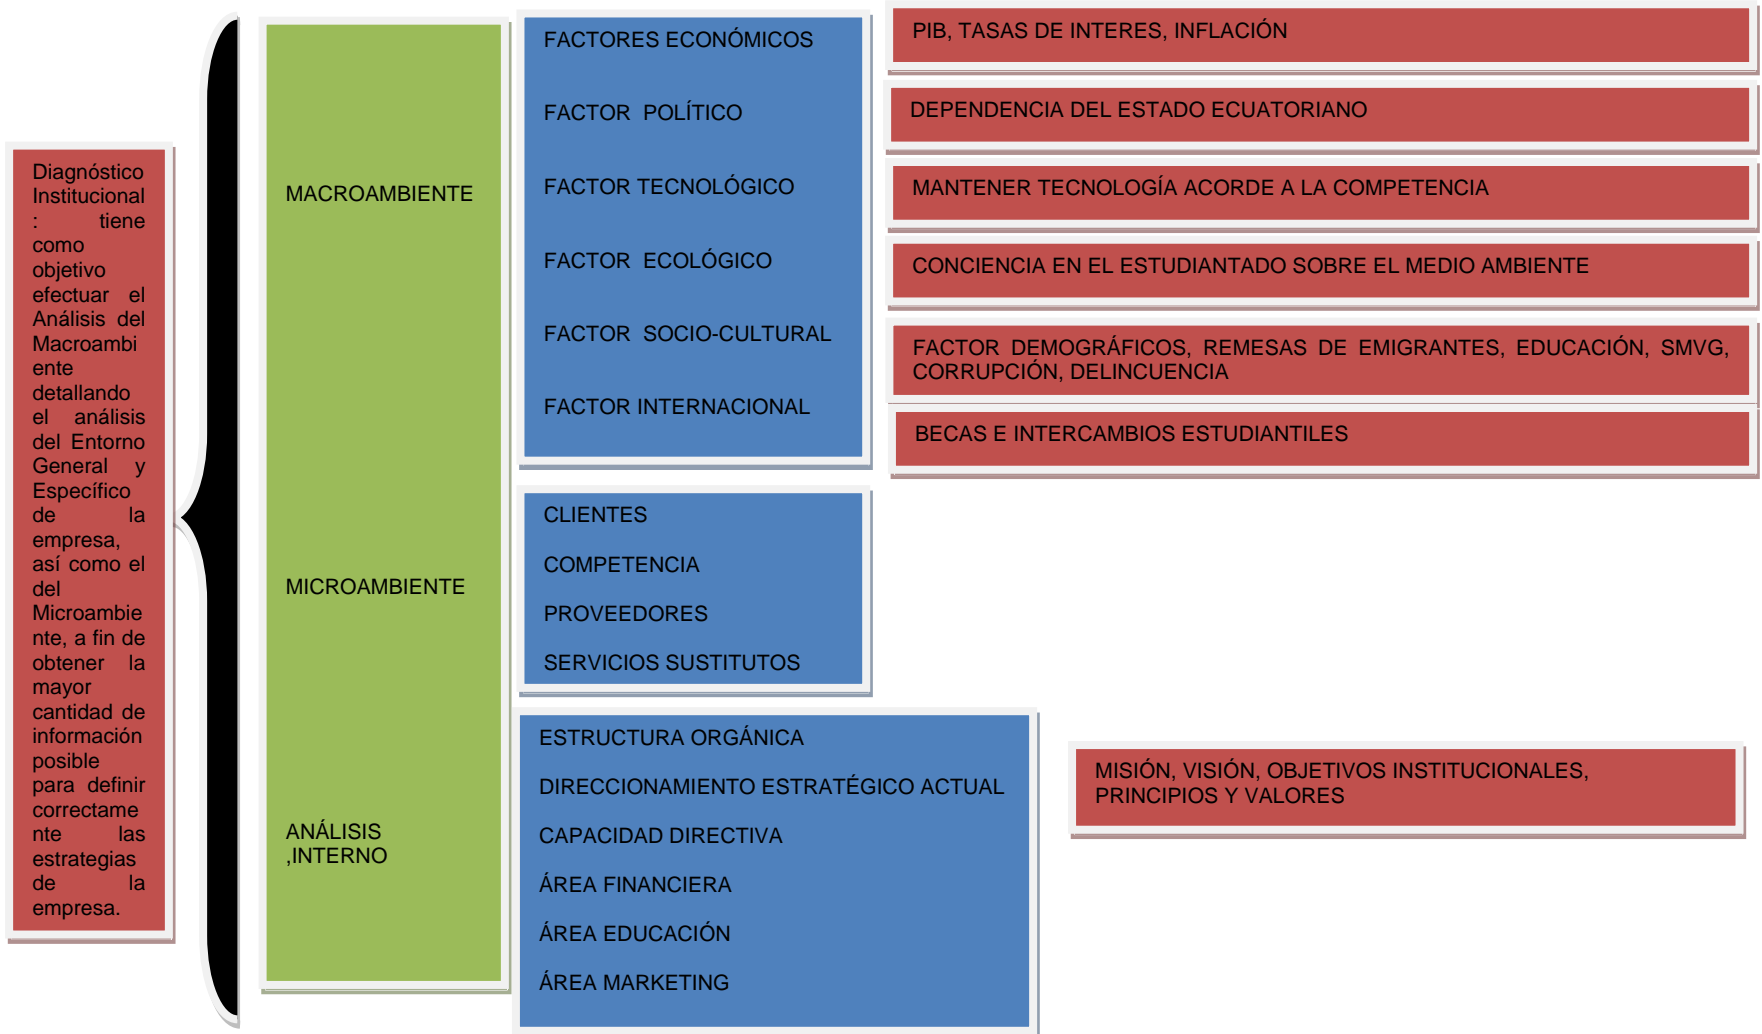 Diagnóstico
Institucional
: tiene
como
objetivo
efectuar el
Análisis del
Macroambi
ente
detallando
el análisis
del Entorno
General y
Específico
de la
empresa,
así como el
del
Microambie
nte, a fin de
obtener la
mayor
cantidad de
información
posible
para definir
correctame
nte las
estrategias
de la
empresa.
MACROAMBIENTE
MICROAMBIENTE
ANÁLISIS
,INTERNO
FACTORES ECONÓMICOS
FACTOR POLÍTICO
FACTOR TECNOLÓGICO
FACTOR ECOLÓGICO
FACTOR SOCIO-CULTURAL
FACTOR INTERNACIONAL
PIB, TASAS DE INTERES, INFLACIÓN
DEPENDENCIA DEL ESTADO ECUATORIANO
MANTENER TECNOLOGÍA ACORDE A LA COMPETENCIA
CONCIENCIA EN EL ESTUDIANTADO SOBRE EL MEDIO AMBIENTE
FACTOR DEMOGRÁFICOS, REMESAS DE EMIGRANTES, EDUCACIÓN, SMVG,
CORRUPCIÓN, DELINCUENCIA
BECAS E INTERCAMBIOS ESTUDIANTILES
CLIENTES
COMPETENCIA
PROVEEDORES
SERVICIOS SUSTITUTOS
ESTRUCTURA ORGÁNICA
DIRECCIONAMIENTO ESTRATÉGICO ACTUAL
CAPACIDAD DIRECTIVA
ÁREA FINANCIERA
ÁREA EDUCACIÓN
ÁREA MARKETING
MISIÓN, VISIÓN, OBJETIVOS INSTITUCIONALES,
PRINCIPIOS Y VALORES